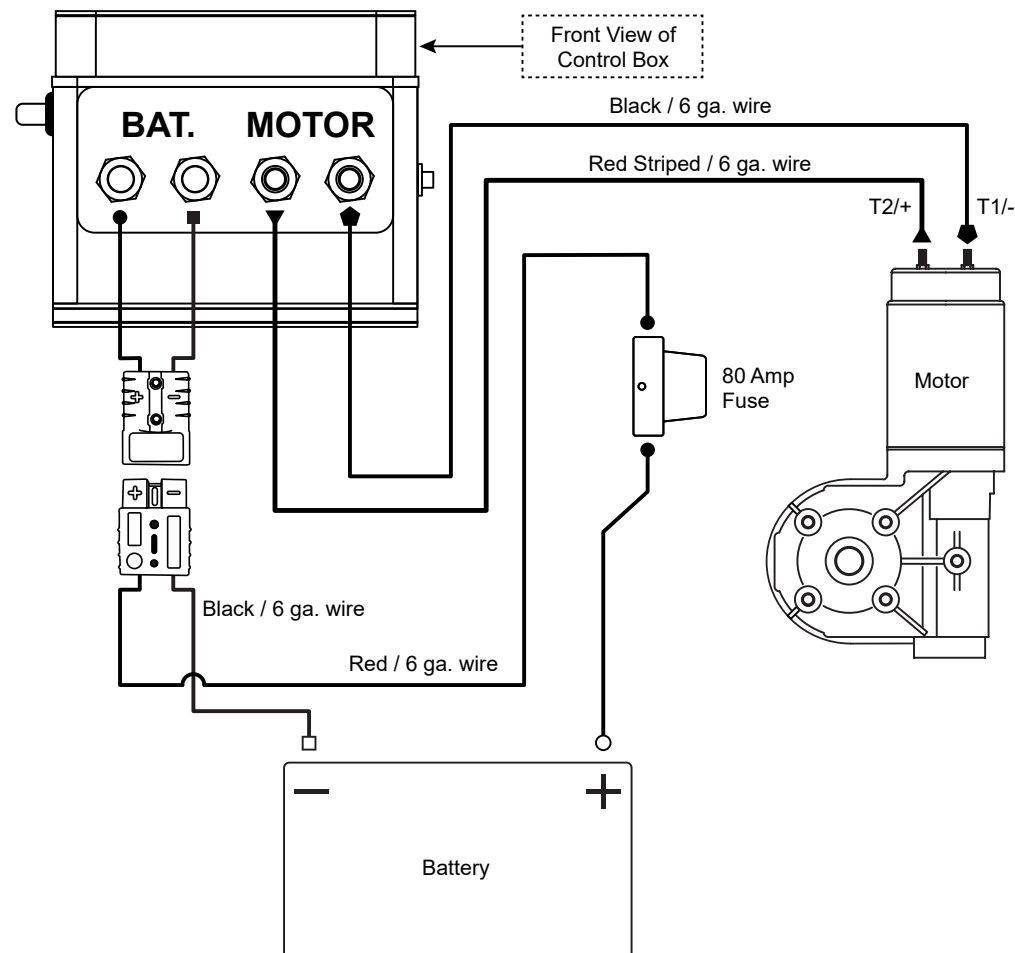 Front View of
Control Box
BAT. MOTOR
Black / 6 ga. wire
Red Striped / 6 ga. wire
T2/+ T1/-
80 Amp
Fuse
Motor
+ -
+ -
Black / 6 ga. wire
Red / 6 ga. wire
- +
Battery